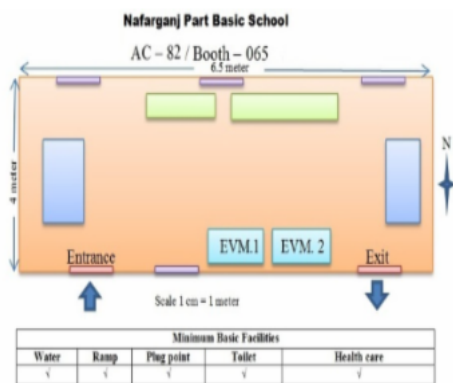 Nafarganj Part Basic School
AC – 82 / Booth – 065
6.5 meter
4 meter
N
EVM.1 EVM. 2
Entrance Exit
Scale 1 cm = 1 meter
Minimum Basic Facilities
Water Ramp Plug point Toilet Health care
√ √ √ √ √